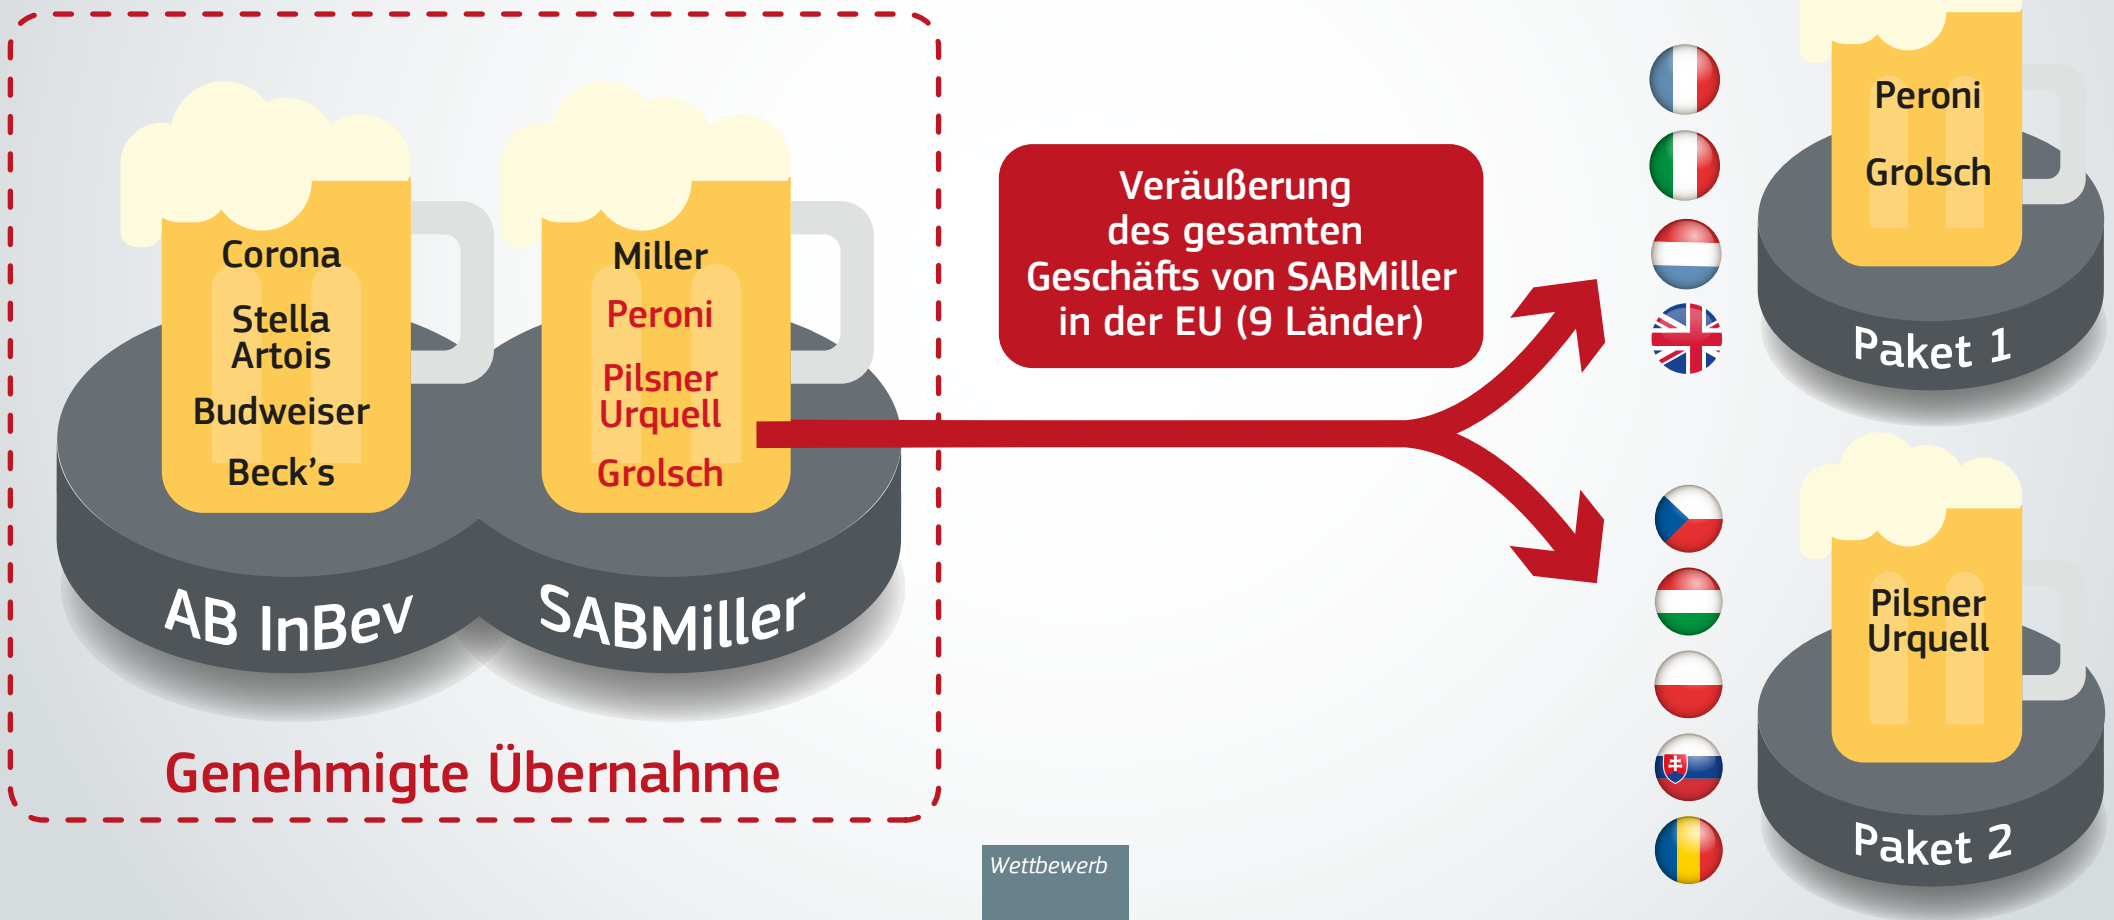 Corona
Stella
Artois
Budweiser
Beck's
AB InBev
Miller
Peroni
Pilsner
Urquell
Grolsch
SABMiller
Genehmigte Übernahme
Veräußerung
des gesamten
Geschäfts von SABMiller
in der EU (9 Länder)
Peroni
Grolsch
Paket 1
Pilsner
Urquell
Paket 2
Wettbewerb